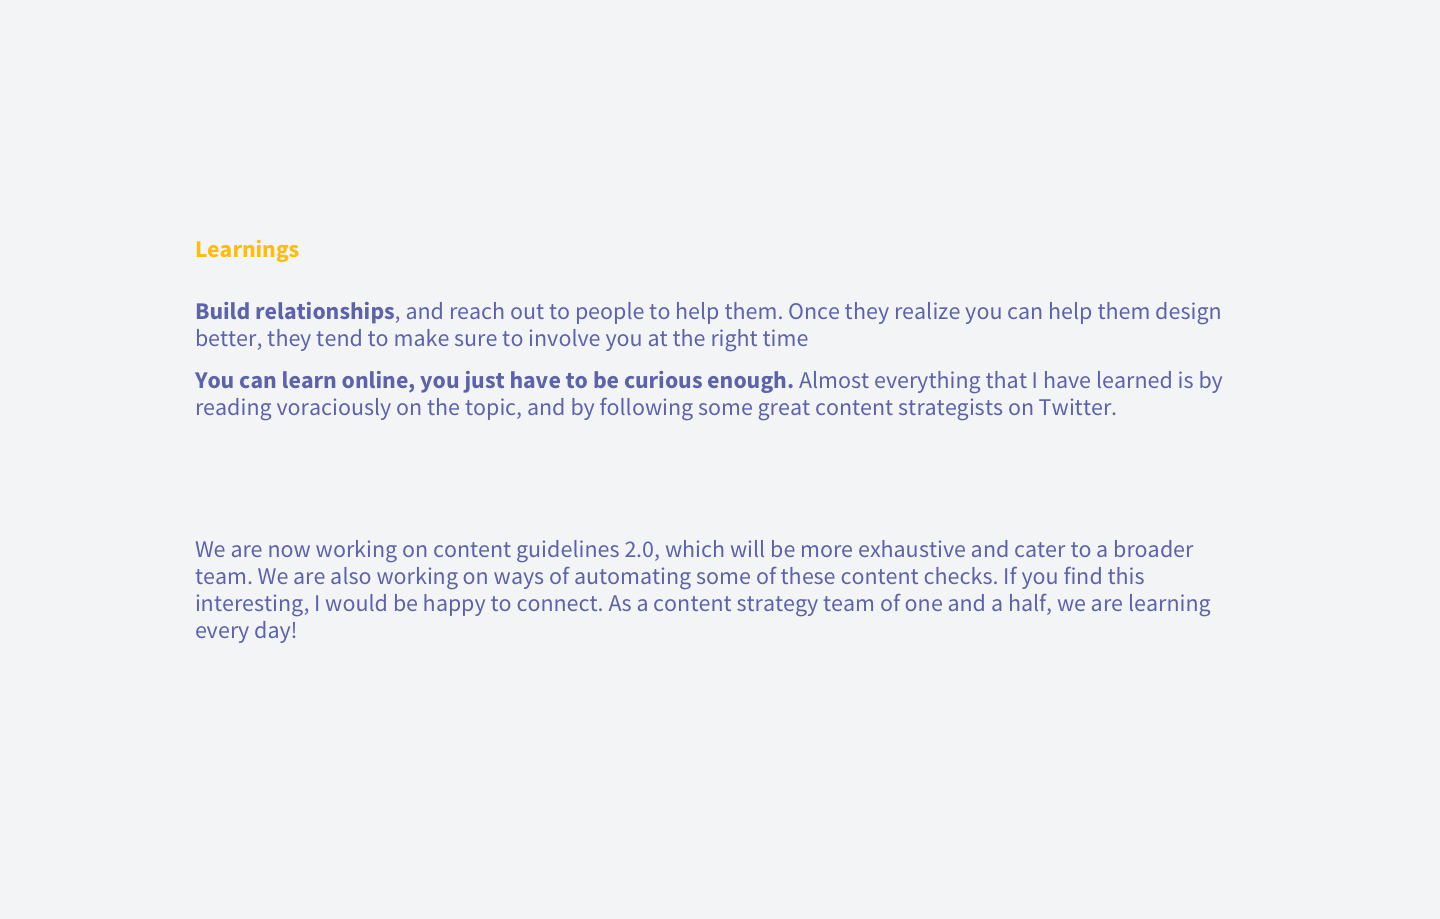 Learnings
Build relationships, and reach out to people to help them. Once they realize you can help them design
better, they tend to make sure to involve you at the right time
You can learn online, you just have to be curious enough. Almost everything that I have learned is by
reading voraciously on the topic, and by following some great content strategists on Twitter.
We are now working on content guidelines 2.0, which will be more exhaustive and cater to a broader
team. We are also working on ways of automating some of these content checks. If you find this
interesting, I would be happy to connect. As a content strategy team of one and a half, we are learning
every day!